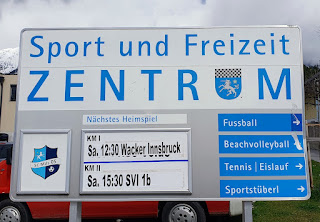 Sport und Freizeit
ZENTRUM
Nächstes Heimspiel
KM I
Sa. 12:30 Wacker Innsbruck
KM II
Sa. 15:30 SVI 1b
Fussball
Beachvolleyball
Tennis | Eislauf
Sportstüberl